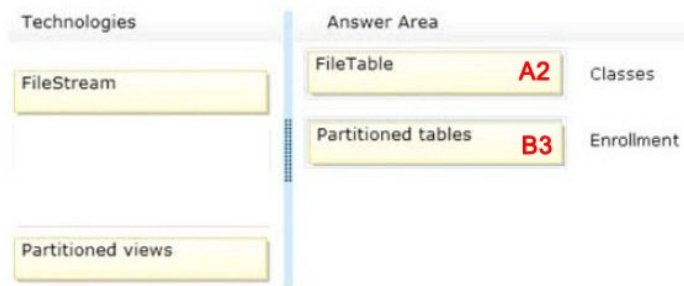 Technologies
Answer Area
FileStream
FileTable A2 Classes
Partitioned tables B3 Enrollment
Partitioned views